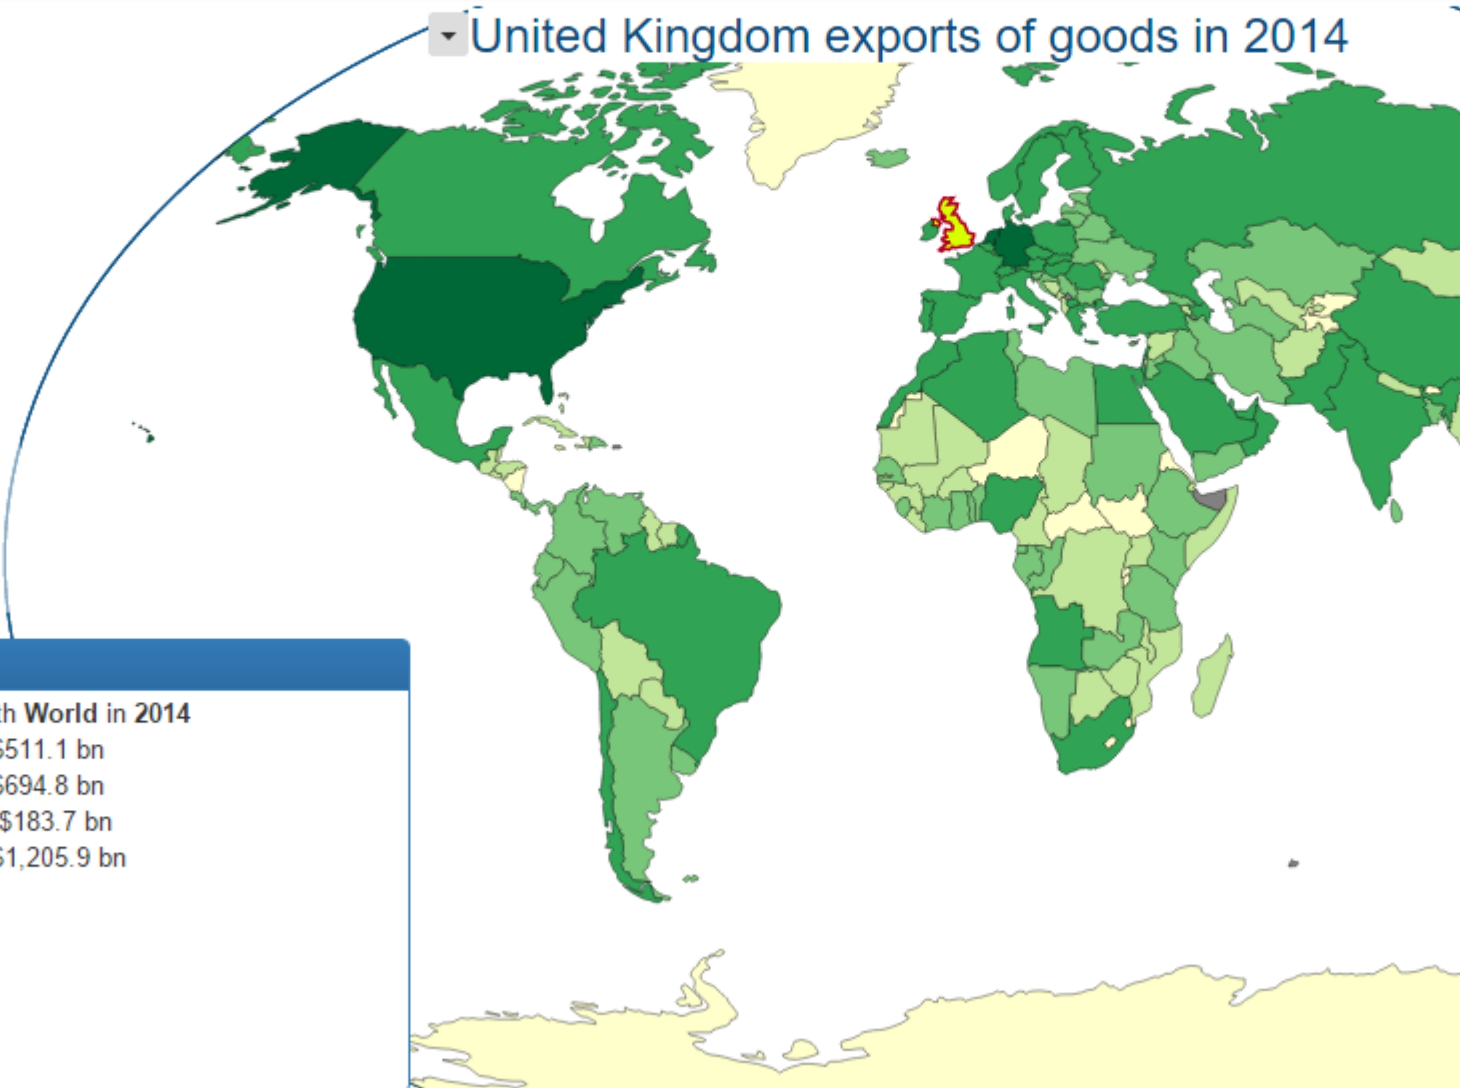 United Kingdom exports of goods in 2014
World in 2014
511.1 bn
694.8 bn
$183.7 bn
1,205.9 bn